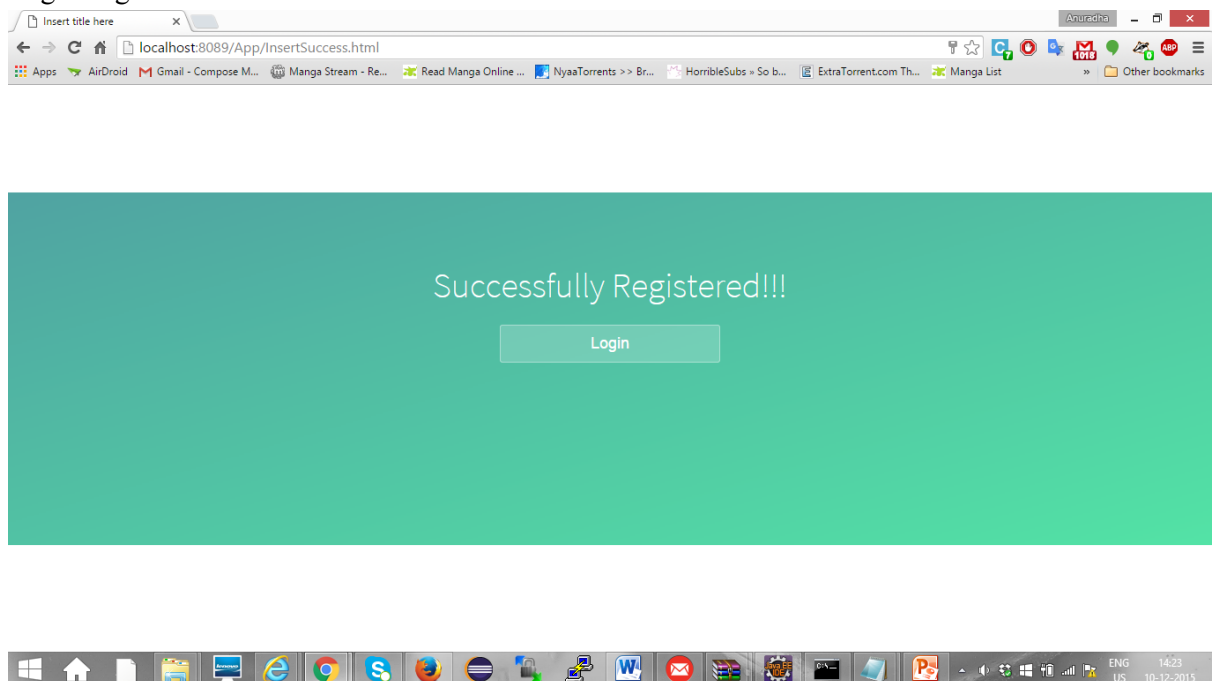 Insert title here
Anuradha
localhost:8089/App/InsertSuccess.html
Apps AirDroid Gmail - Compose M... Manga Stream - Re... Read Manga Online ... NyaaTorrents >> Br... HorribleSubs » So b... ExtraTorrent.com Th... Manga List » Other bookmarks
Successfully Registered!!!
Login
ENG 14:23
US 10-12-2015